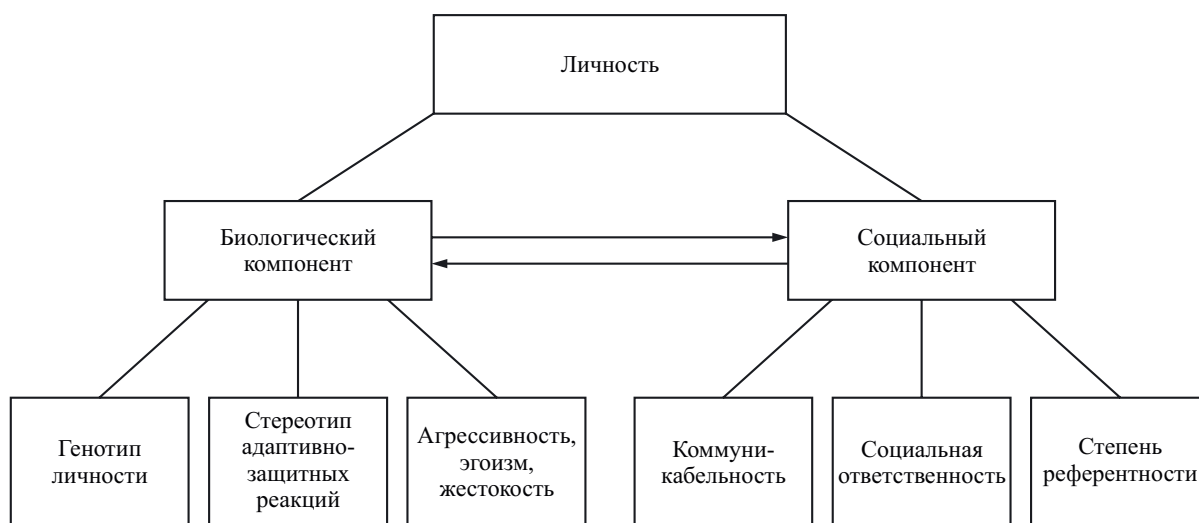 Личность
Биологический
компонент
Социальный
компонент
Генотип
личности
Стереотип
адаптивно-
защитных
реакций
Агрессивность,
эгоизм,
жестокость
Коммуни-
кабельность
Социальная
ответственность
Степень
референтности